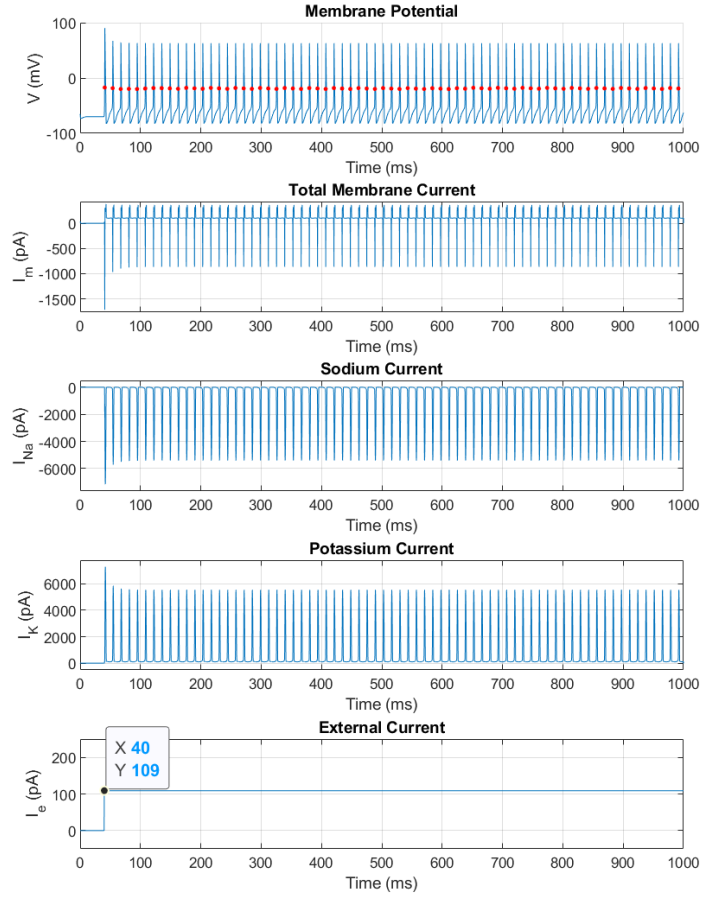 Membrane Potential
V (mV)
100
0
-100
0 100 200 300 400 500 600 700 800 900 1000
Time (ms)
Total Membrane Current
I_m (pA)
0
-500
-1000
-1500
0 100 200 300 400 500 600 700 800 900 1000
Time (ms)
Sodium Current
I_Na (pA)
0
-2000
-4000
-6000
0 100 200 300 400 500 600 700 800 900 1000
Time (ms)
Potassium Current
I_K (pA)
6000
4000
2000
0
0 100 200 300 400 500 600 700 800 900 1000
Time (ms)
External Current
X 40
Y 109
I_e (pA)
200
100
0
0 100 200 300 400 500 600 700 800 900 1000
Time (ms)